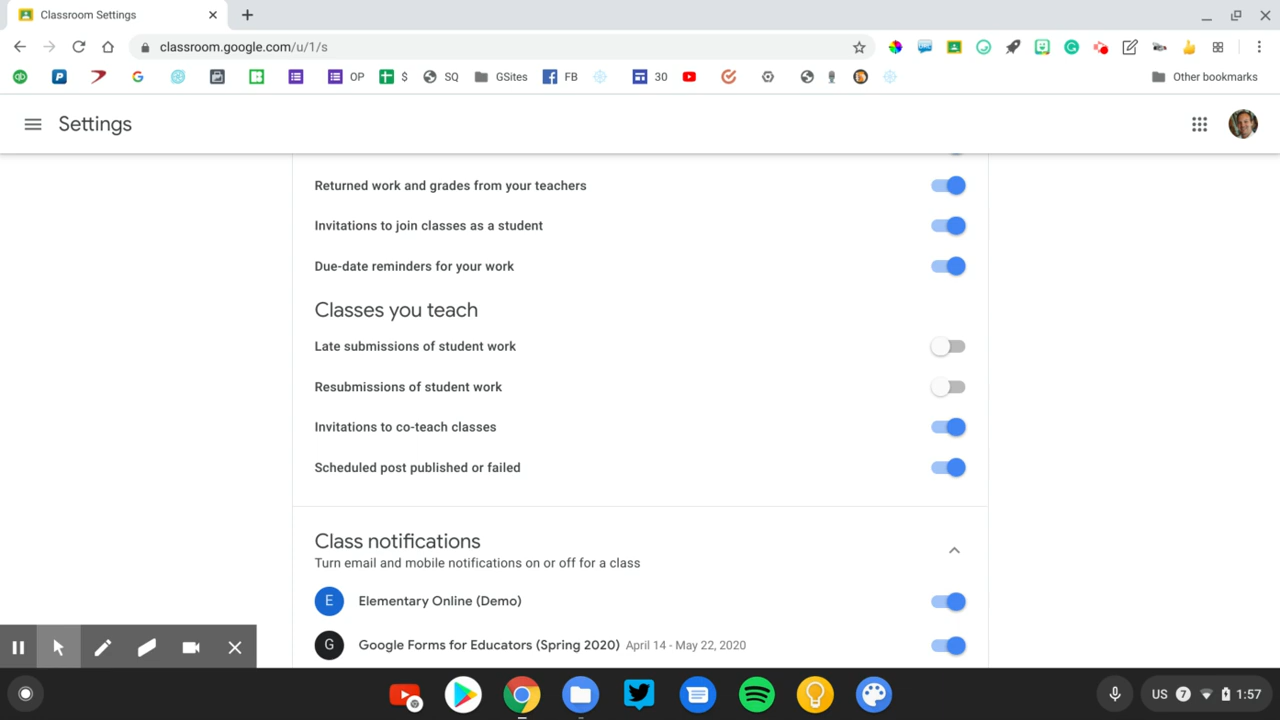 Classroom Settings
classroom.google.com/u/1/s
OP $ SQ GSites FB 30 Other bookmarks
Settings
Returned work and grades from your teachers
Invitations to join classes as a student
Due-date reminders for your work
Classes you teach
Late submissions of student work
Resubmissions of student work
Invitations to co-teach classes
Scheduled post published or failed
Class notifications
Turn email and mobile notifications on or off for a class
E Elementary Online (Demo)
G Google Forms for Educators (Spring 2020) April 14 - May 22, 2020
US 7 1:57